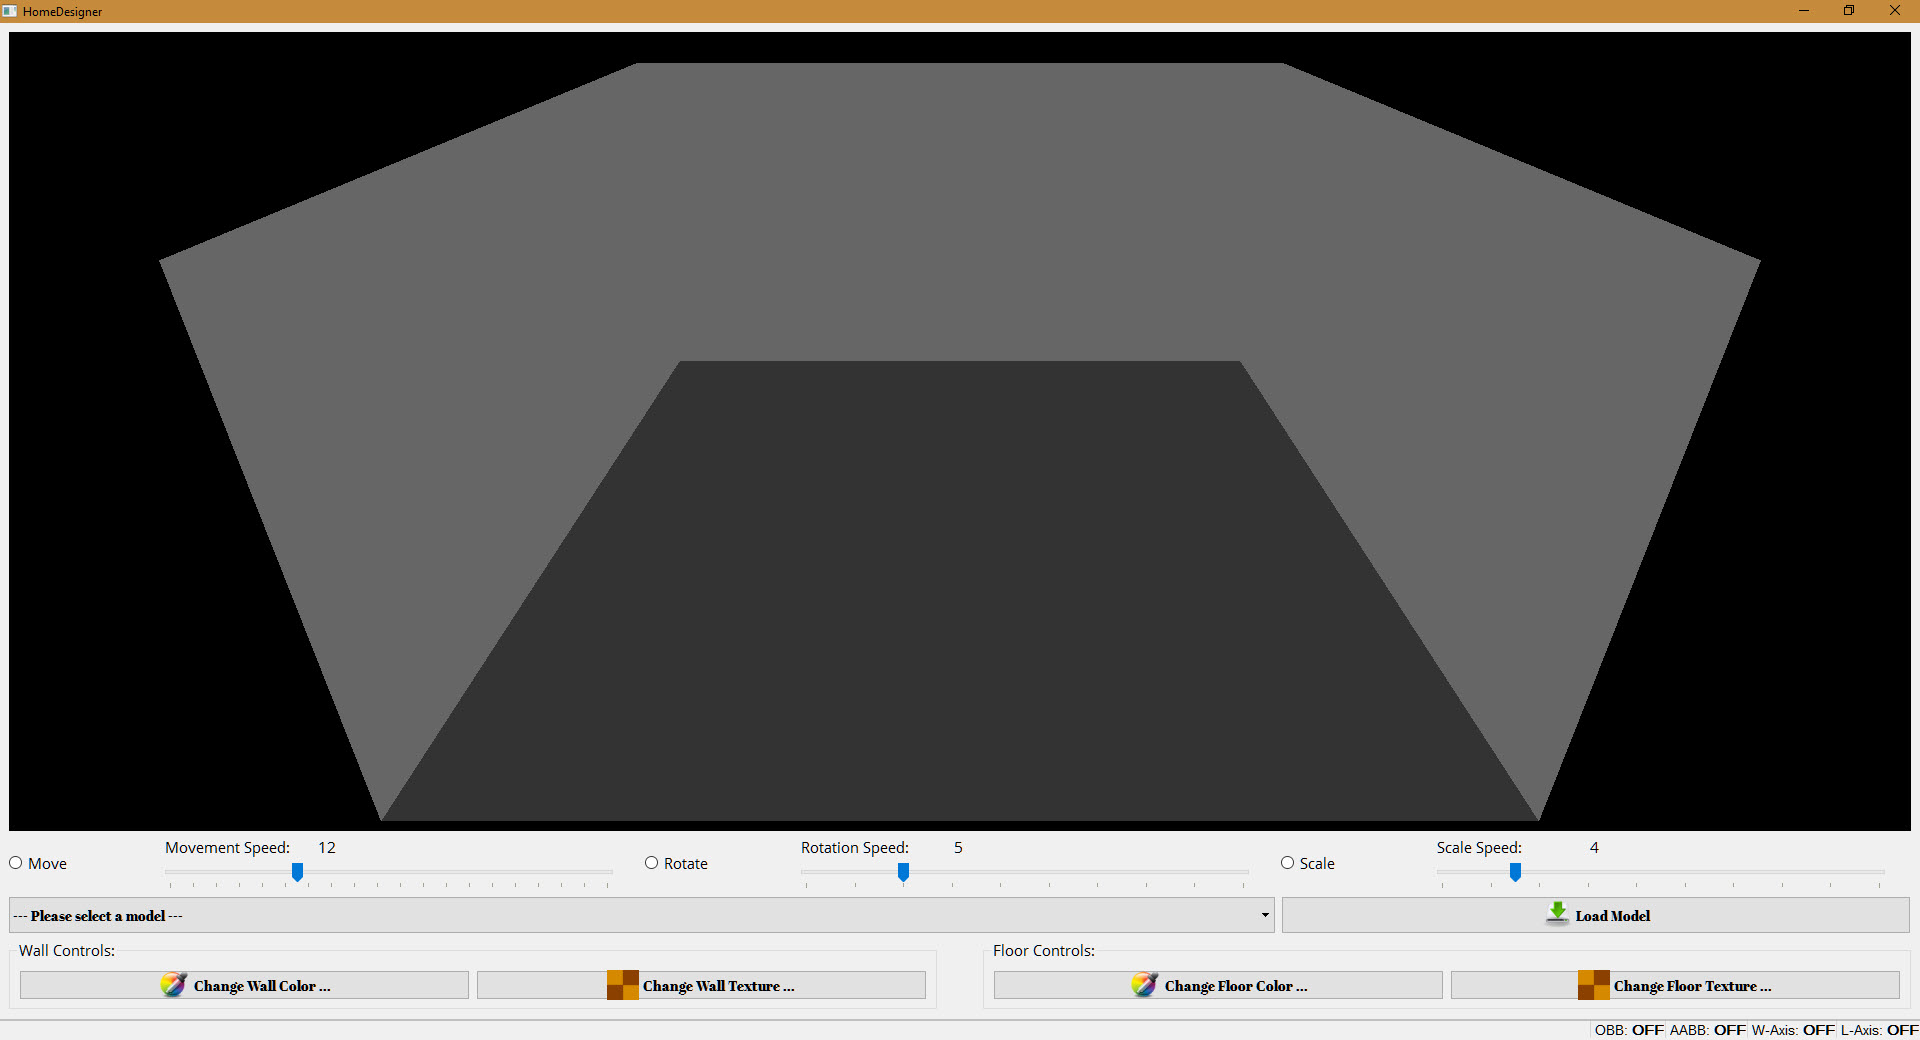 HomeDesigner
Movement Speed: 12
Move
Rotation Speed: 5
Rotate
Scale Speed: 4
Scale
--- Please select a model ---
Load Model
Wall Controls:
Change Wall Color ...
Change Wall Texture ...
Floor Controls:
Change Floor Color ...
Change Floor Texture ...
OBB: OFF AABB: OFF W-Axis: OFF L-Axis: OFF